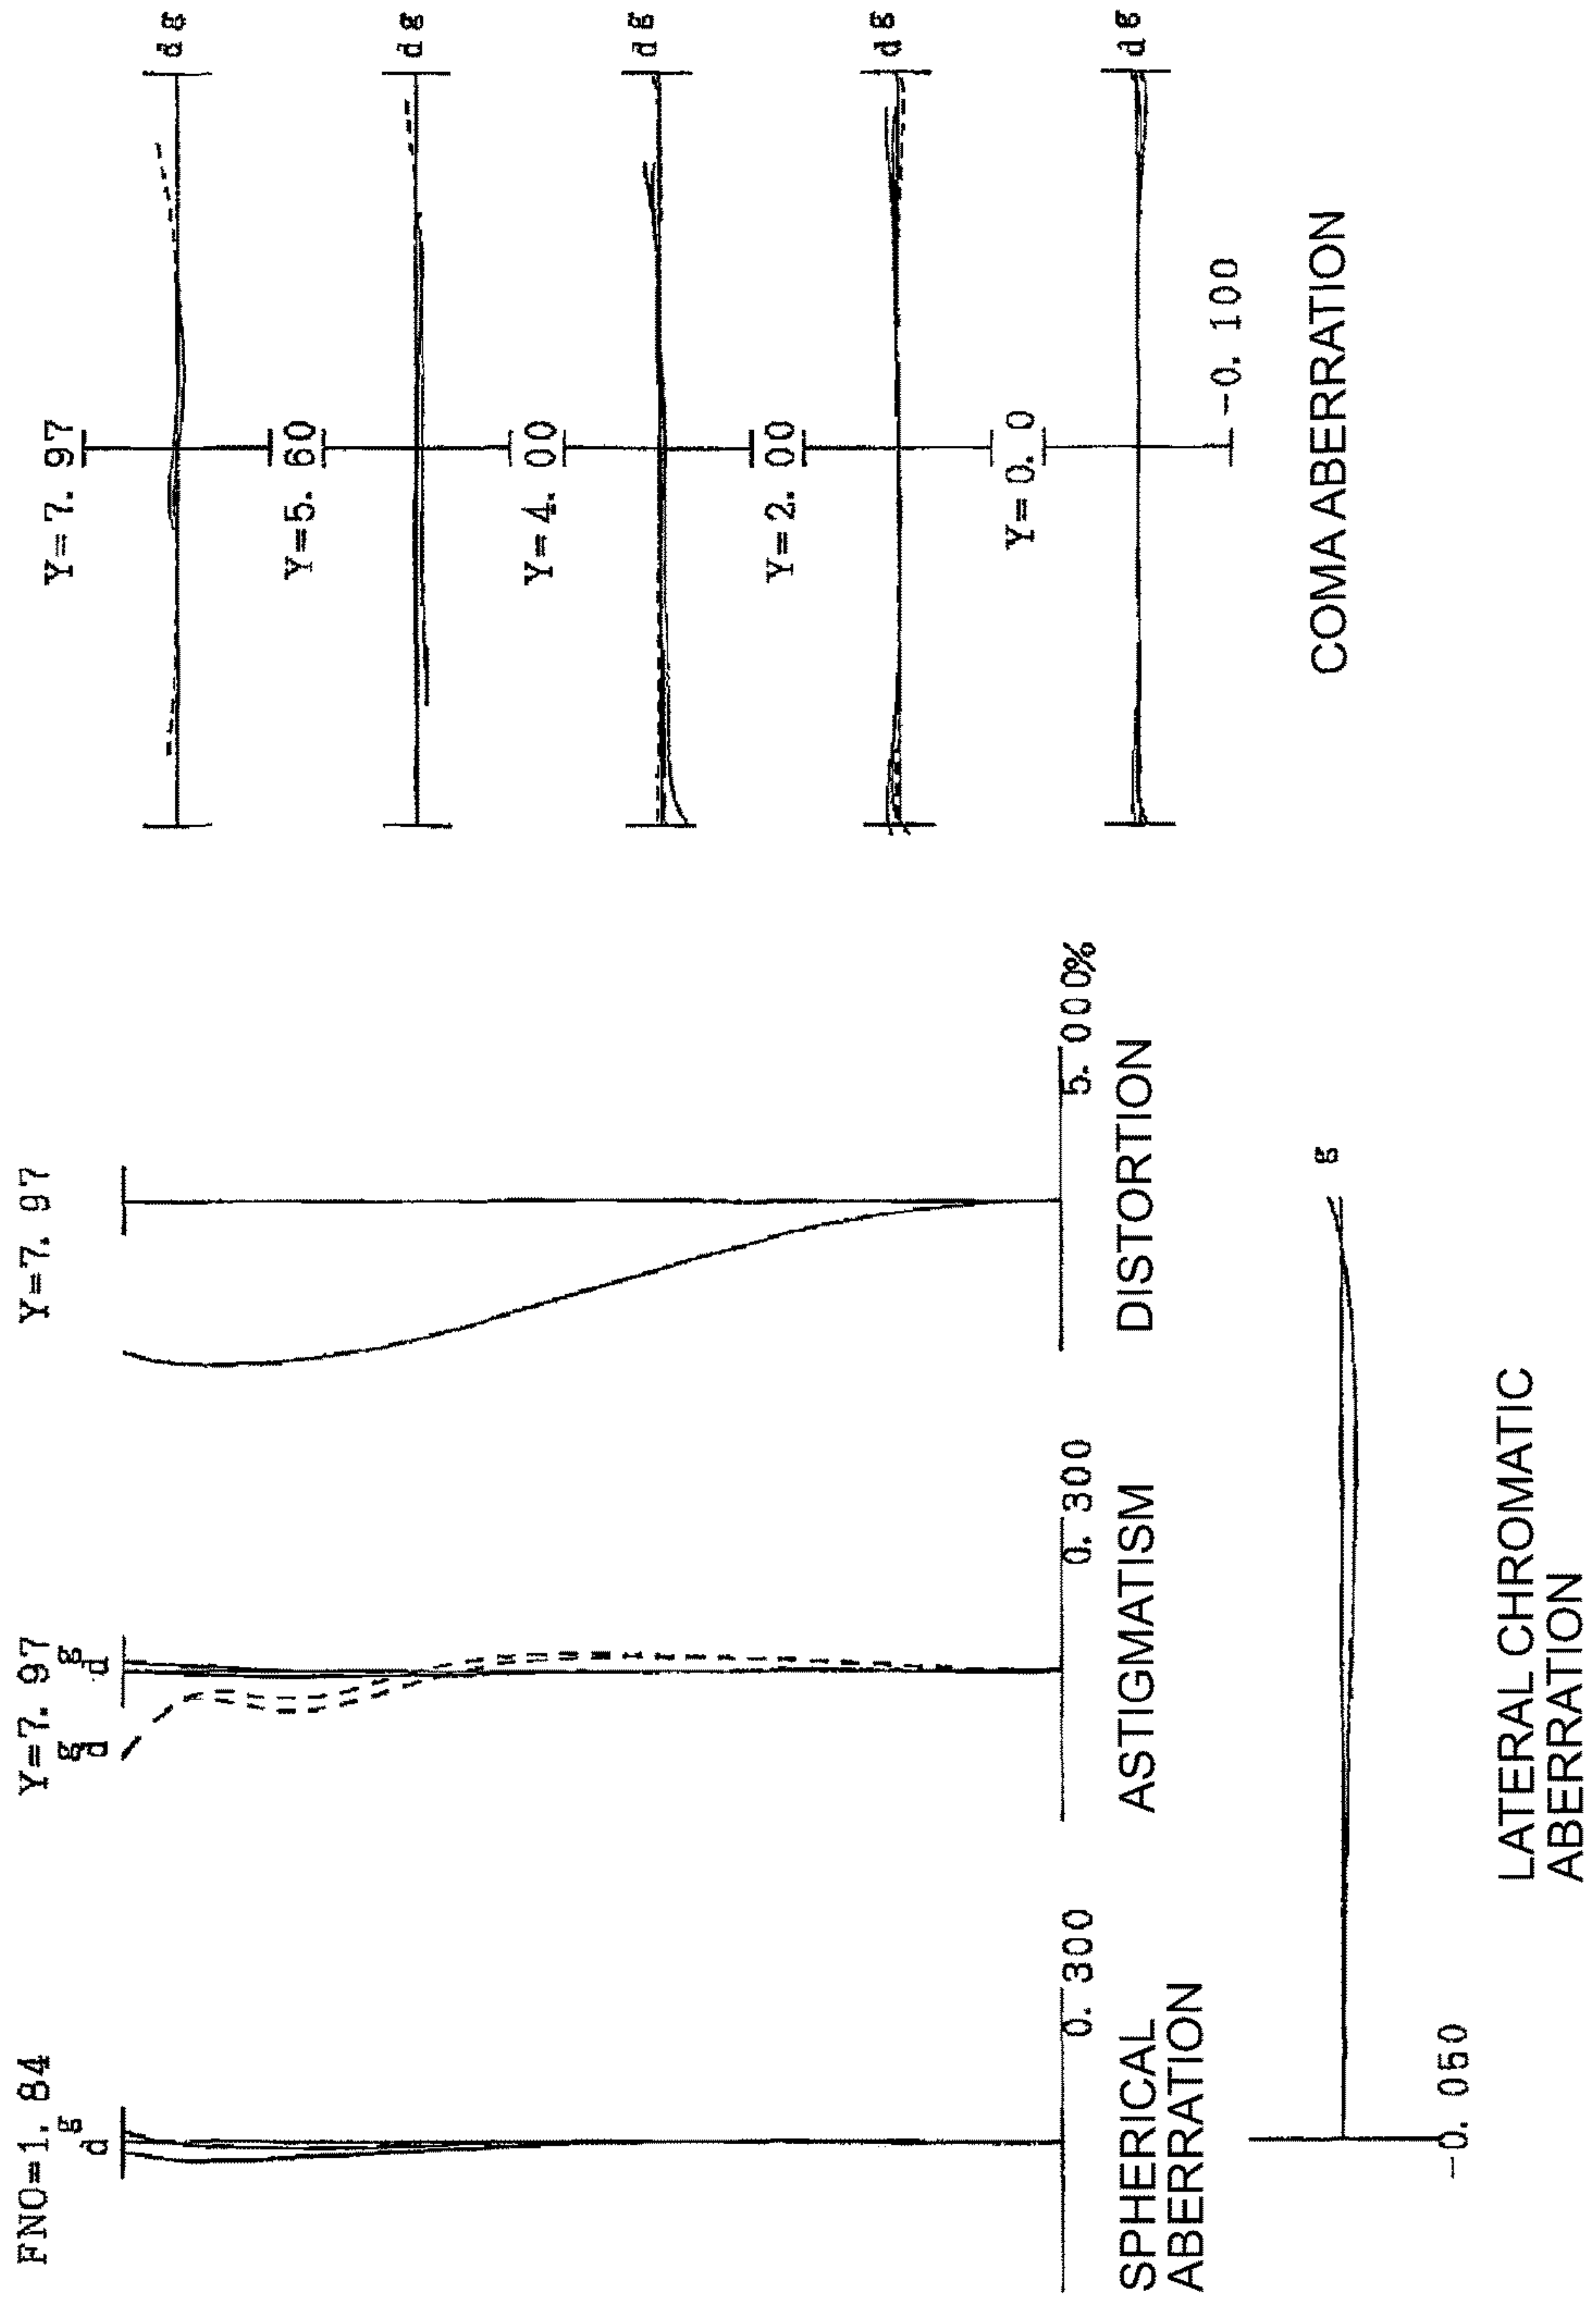 FNO=1. 84
g
d
0. 300
SPHERICAL
ABERRATION
Y=7. 97
g
d
g
d
0. 300
ASTIGMATISM
Y=7. 97
5. 000%
DISTORTION
g
-0. 050
LATERAL CHROMATIC
ABERRATION
Y=7. 97
d g
Y=5. 60
d g
Y=4. 00
d g
Y=2. 00
d g
Y=0. 0
d g
-0. 100
COMA ABERRATION